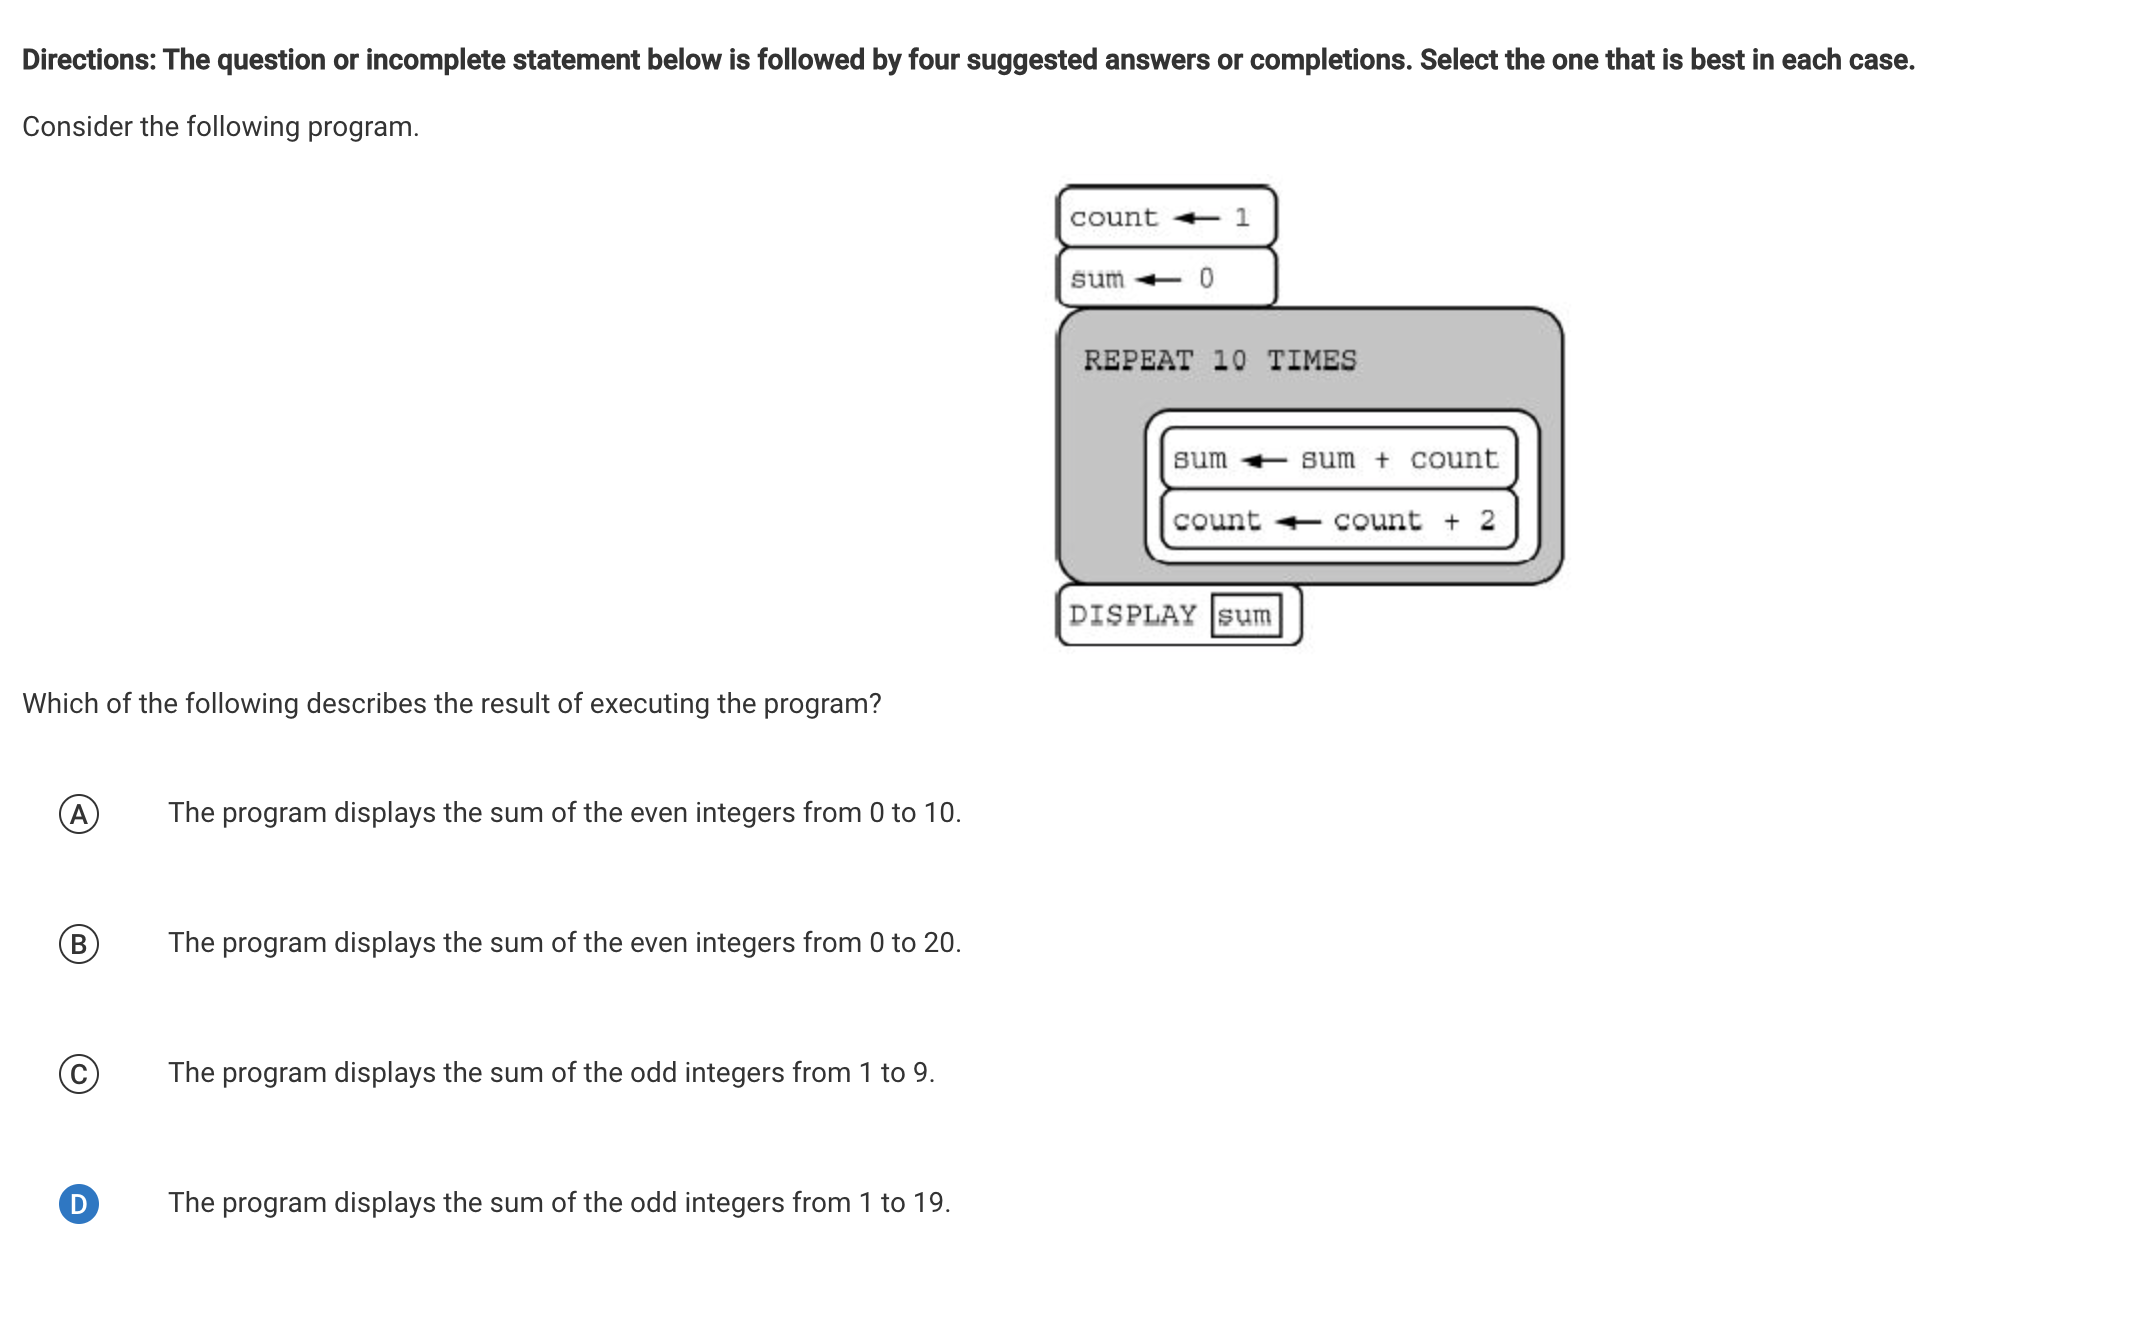 Directions: The question or incomplete statement below is followed by four suggested answers or completions. Select the one that is best in each case.
Consider the following program.
count ← 1
sum ← 0
REPEAT 10 TIMES
sum ← sum + count
count ← count + 2
DISPLAY sum
Which of the following describes the result of executing the program?
A The program displays the sum of the even integers from 0 to 10.
B The program displays the sum of the even integers from 0 to 20.
C The program displays the sum of the odd integers from 1 to 9.
D The program displays the sum of the odd integers from 1 to 19.